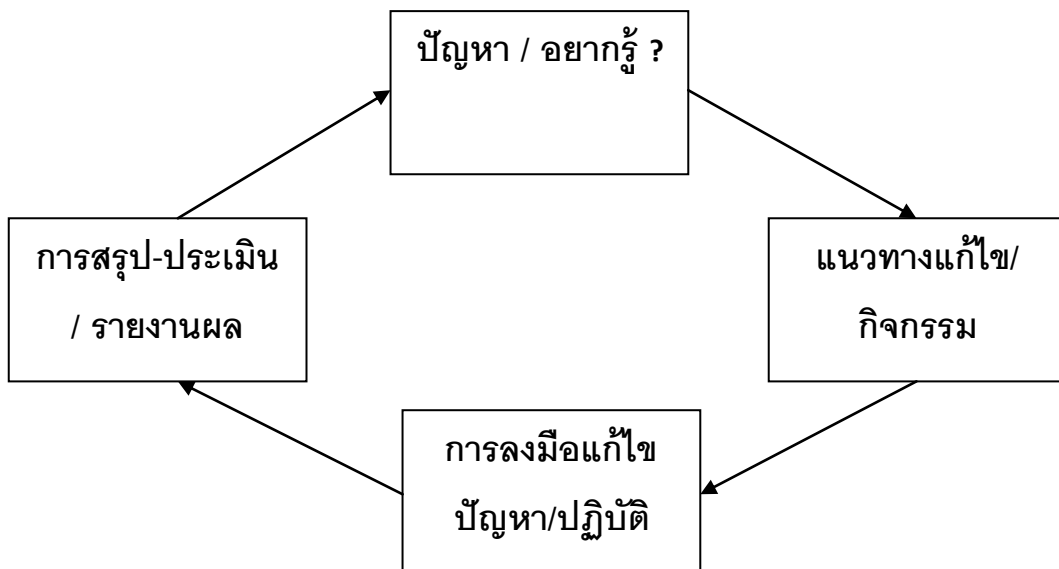 ปัญหา / อยากรู้ ?
การสรุป-ประเมิน
/ รายงานผล
แนวทางแก้ไข/
กิจกรรม
การลงมือแก้ไข
ปัญหา/ปฏิบัติ